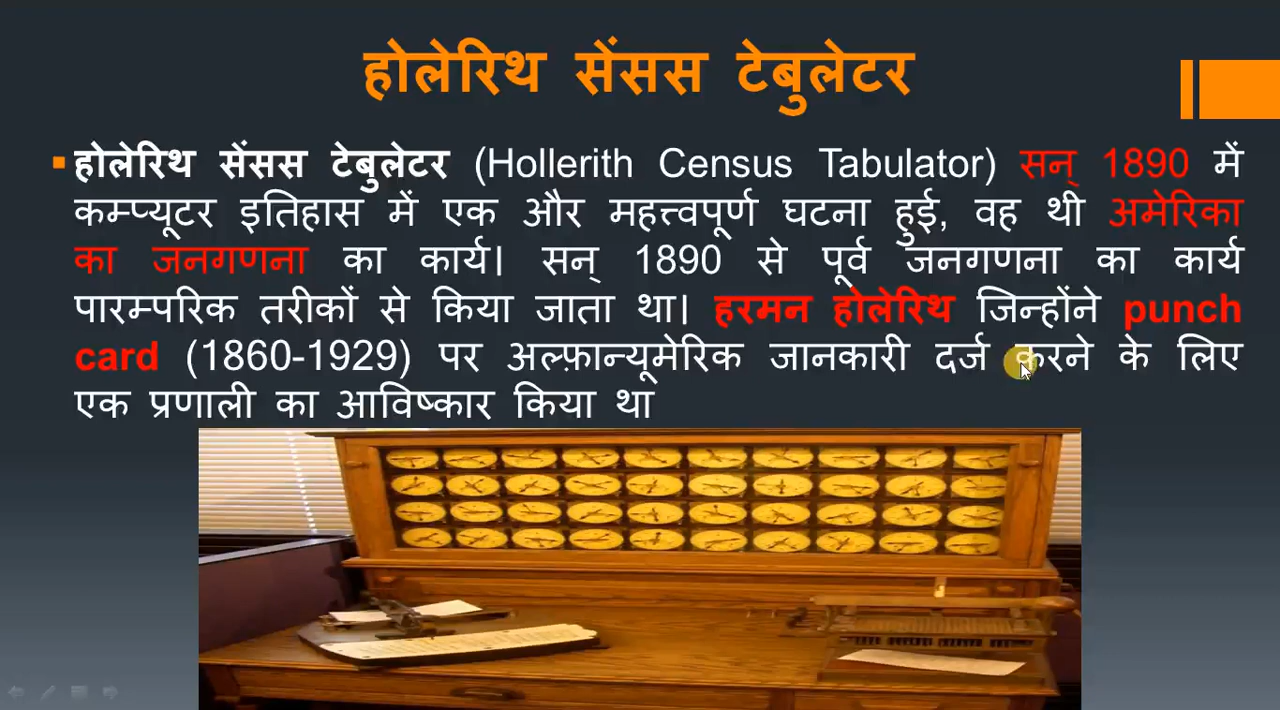 होलेरिथ सेंसस टेबुलेटर
होलेरिथ सेंसस टेबुलेटर (Hollerith Census Tabulator) सन् 1890 में
कम्प्यूटर इतिहास में एक और महत्त्वपूर्ण घटना हुई, वह थी अमेरिका
का जनगणना का कार्य। सन् 1890 से पूर्व जनगणना का कार्य
पारम्परिक तरीकों से किया जाता था। हरमन होलेरिथ जिन्होंने punch
card (1860-1929) पर अल्फ़ान्यूमेरिक जानकारी दर्ज करने के लिए
एक प्रणाली का आविष्कार किया था